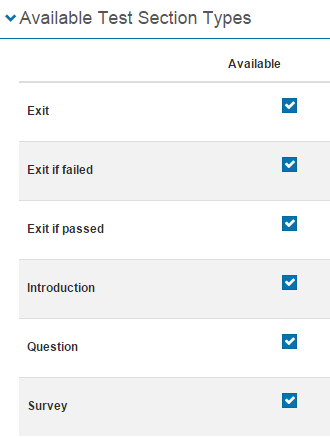 Available Test Section Types
Available
Exit
Exit if failed
Exit if passed
Introduction
Question
Survey